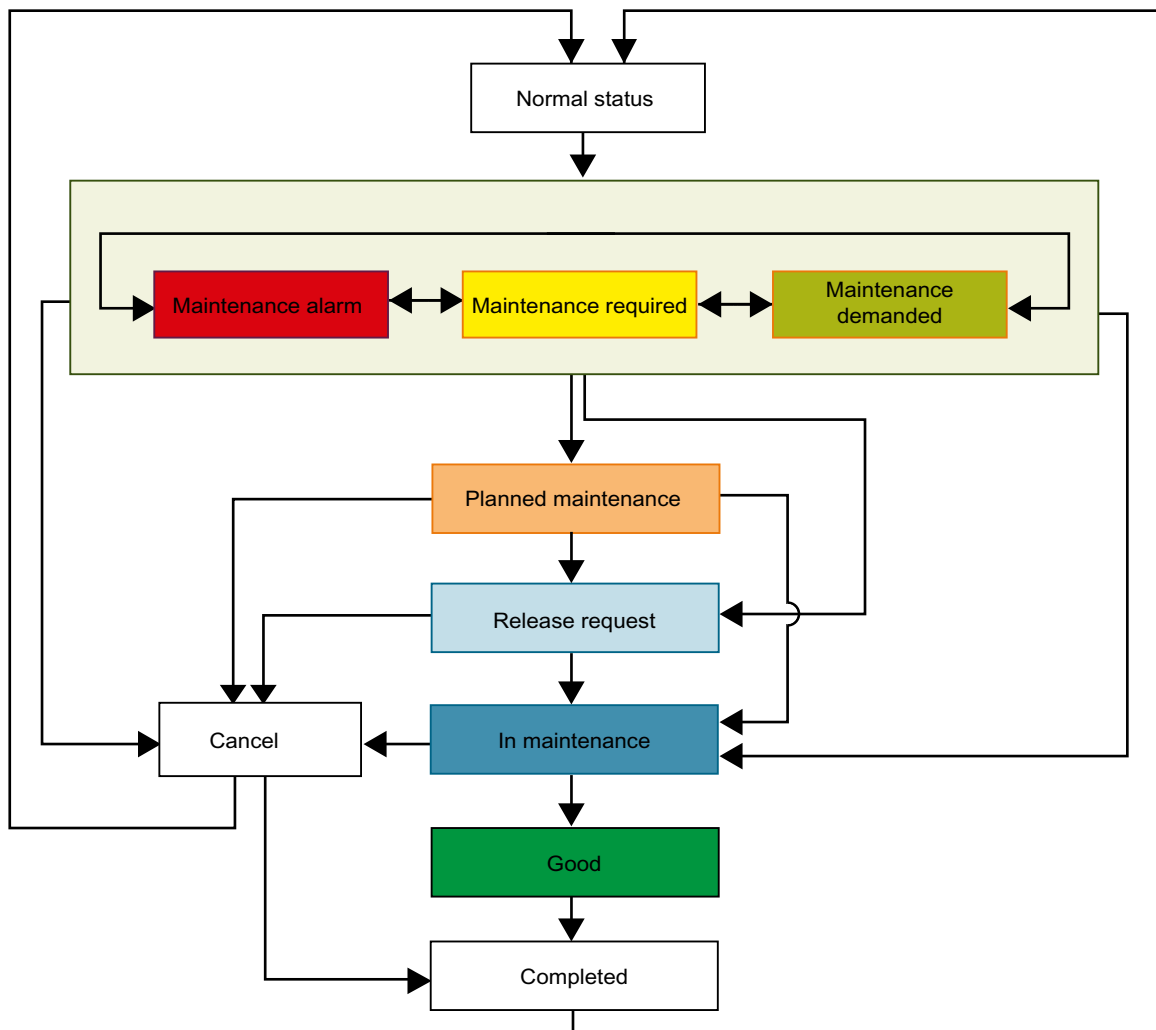 Normal status
Maintenance alarm
Maintenance required
Maintenance
demanded
Planned maintenance
Release request
Cancel
In maintenance
Good
Completed